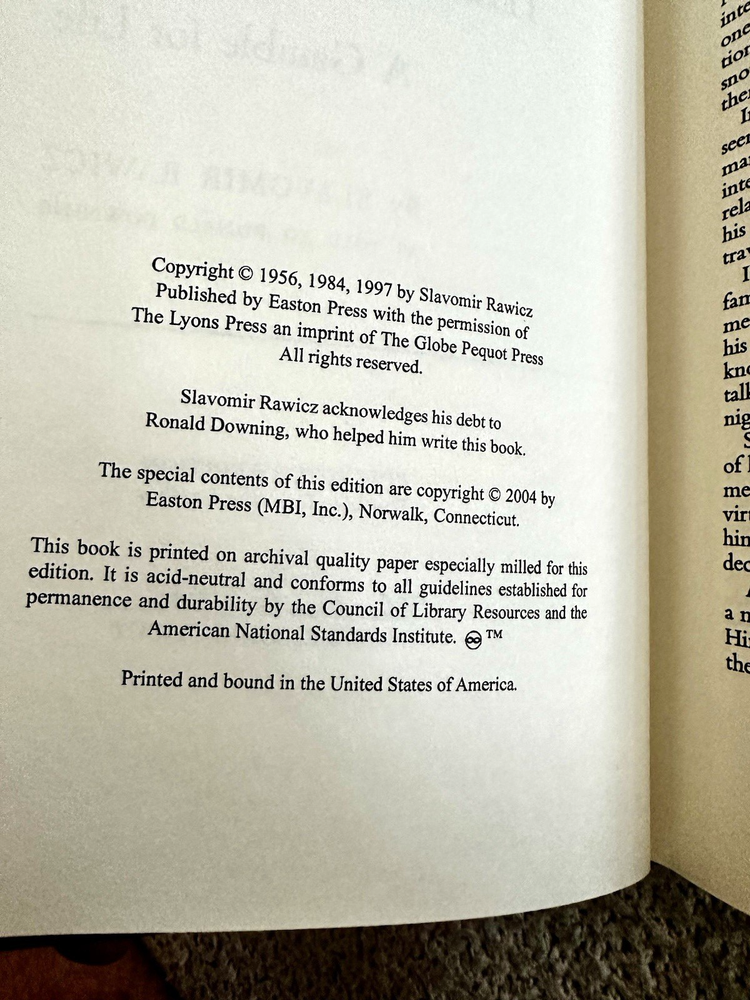 Copyright © 1956, 1984, 1997 by Slavomir Rawicz
Published by Easton Press with the permission of
The Lyons Press an imprint of The Globe Pequot Press
All rights reserved.
Slavomir Rawicz acknowledges his debt to
Ronald Downing, who helped him write this book.
The special contents of this edition are copyright © 2004 by
Easton Press (MBI, Inc.), Norwalk, Connecticut.
This book is printed on archival quality paper especially milled for this
edition. It is acid-neutral and conforms to all guidelines established for
permanence and durability by the Council of Library Resources and the
American National Standards Institute. ♾ ™
Printed and bound in the United States of America.